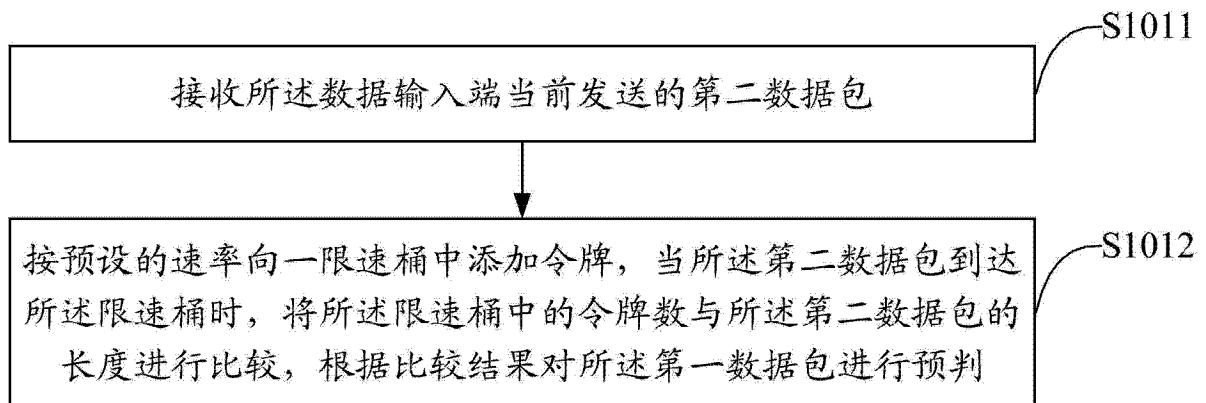 S1011
接收所述数据输入端当前发送的第二数据包
S1012
按预设的速率向一限速桶中添加令牌，当所述第二数据包到达
所述限速桶时，将所述限速桶中的令牌数与所述第二数据包的
长度进行比较，根据比较结果对所述第一数据包进行预判